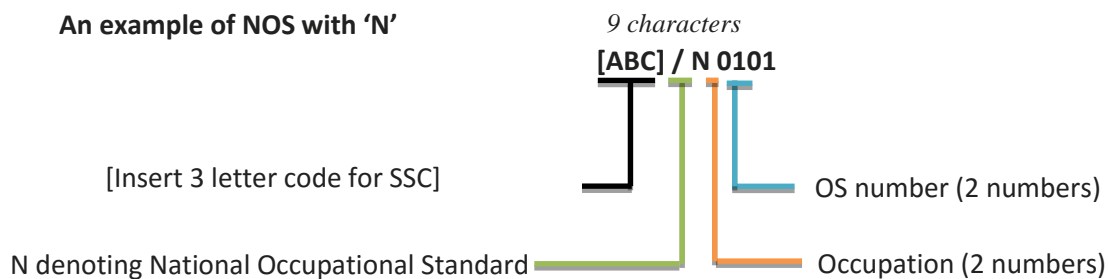 An example of NOS with ‘N’
9 characters
[ABC] / N 0101
[Insert 3 letter code for SSC]
OS number (2 numbers)
N denoting National Occupational Standard
Occupation (2 numbers)